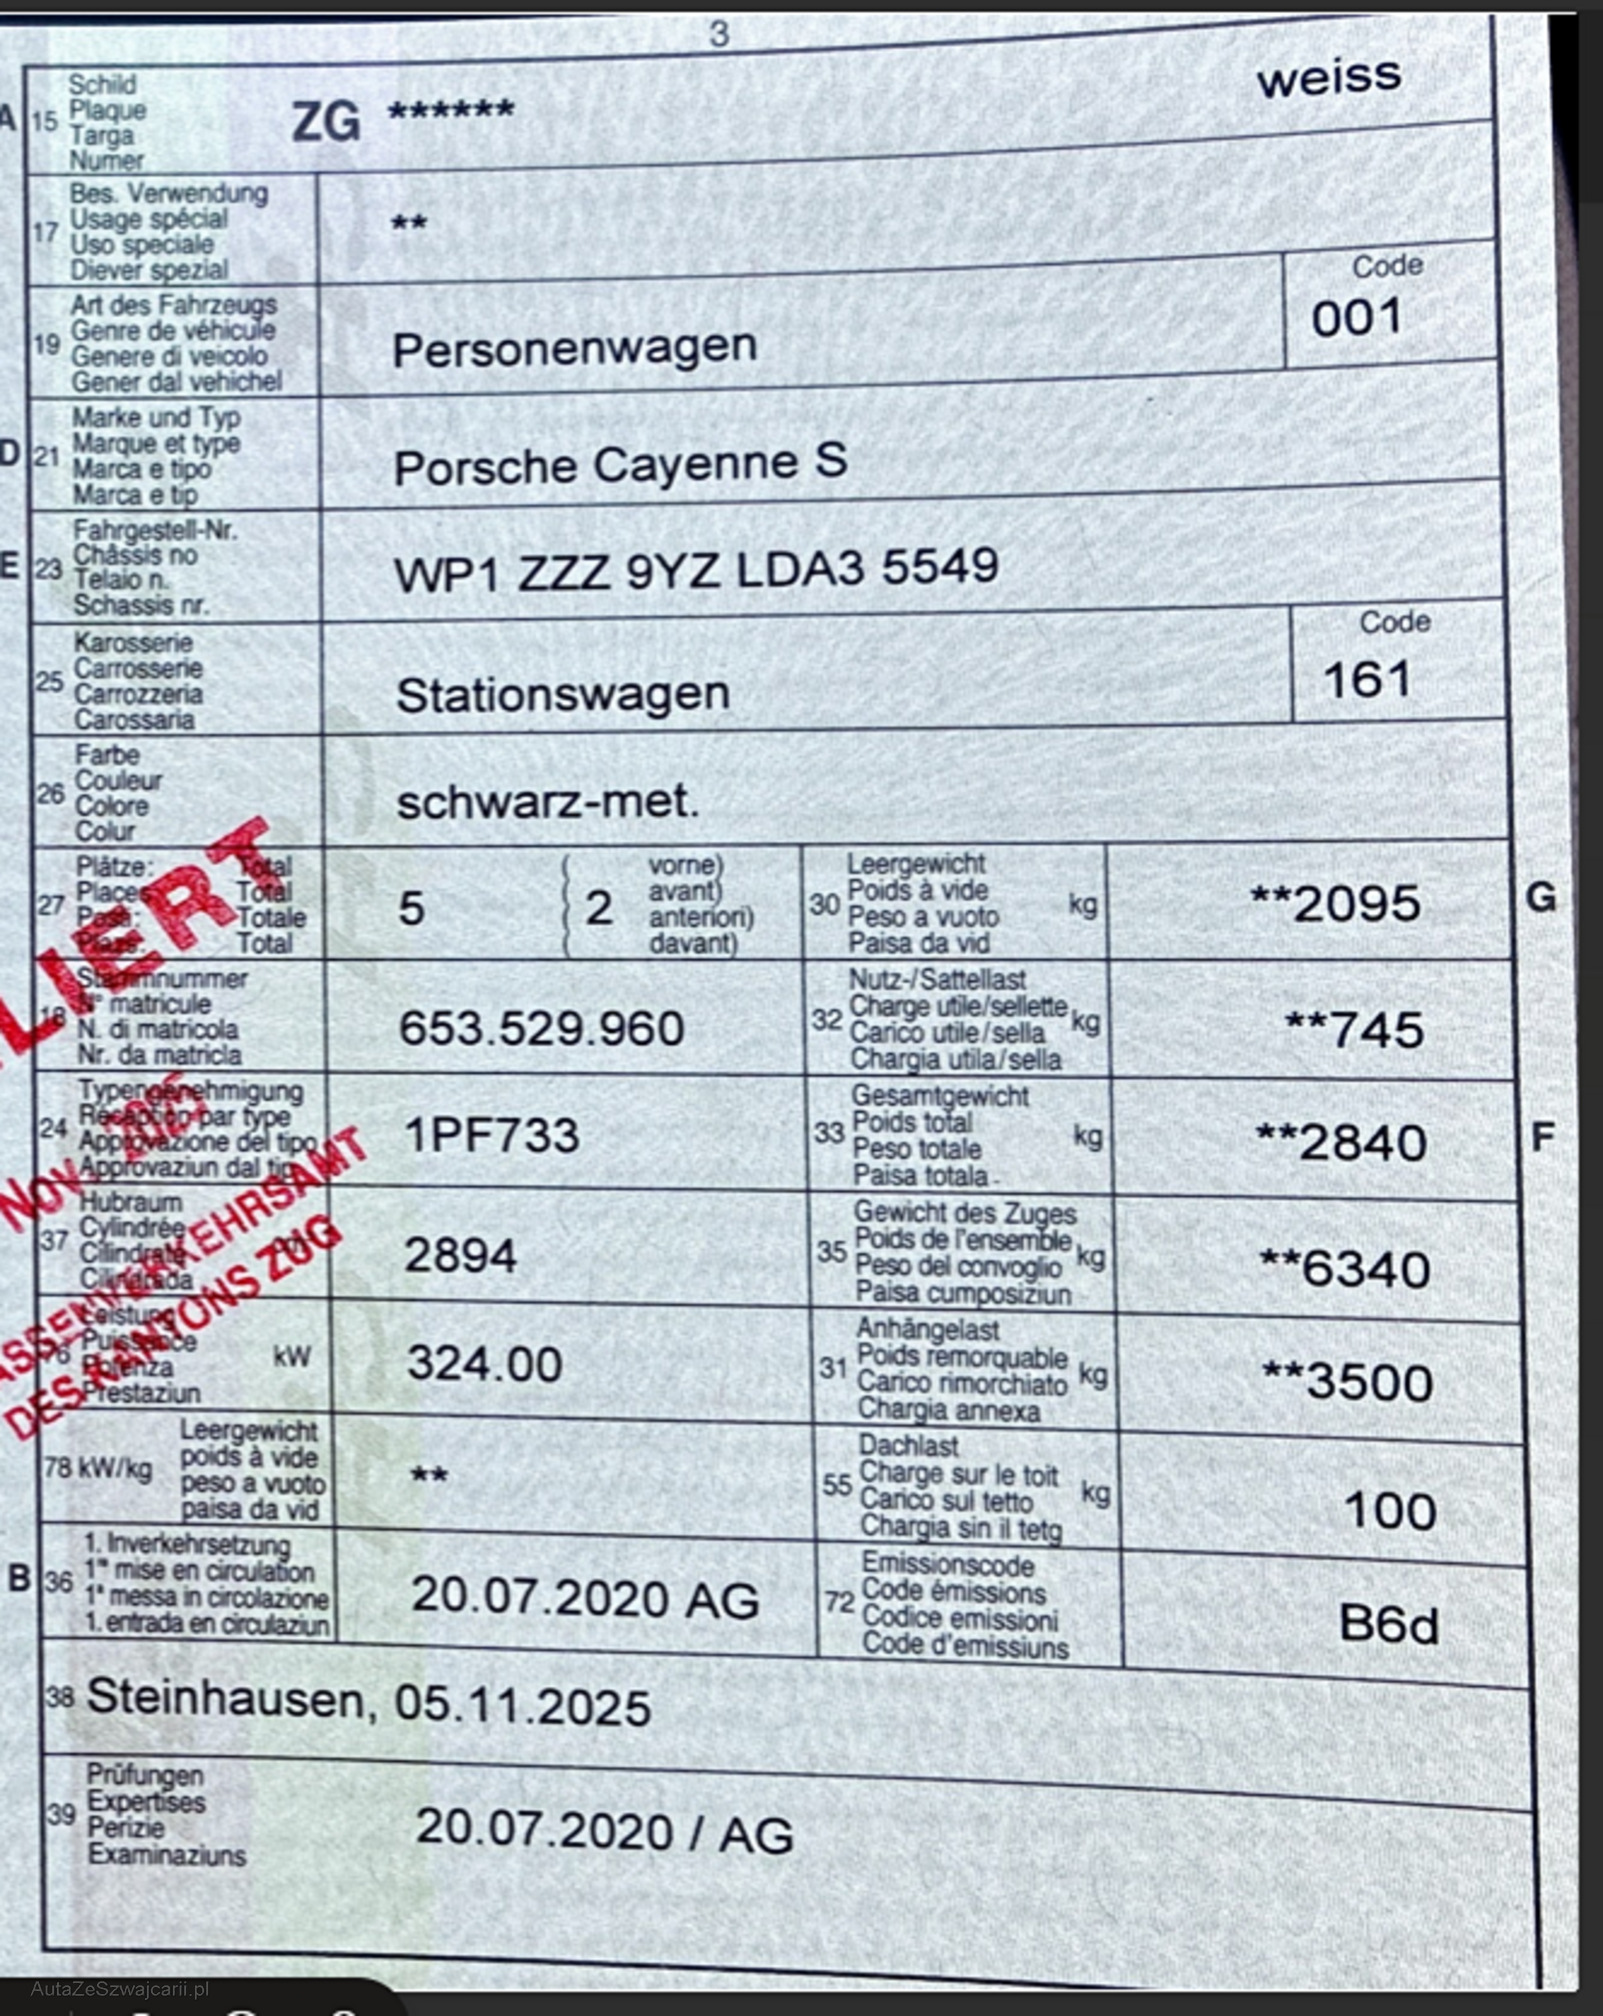 3
A 15 Schild
Plaque
Targa
Numer
ZG ****** weiss
17 Bes. Verwendung
Usage spécial
Uso speciale
Diever spezial
**
19 Art des Fahrzeugs
Genre de véhicule
Genere di veicolo
Gener dal vehichel
Personenwagen
Code
001
D 21 Marke und Typ
Marque et type
Marca e tipo
Marca e tip
Porsche Cayenne S
E 23 Fahrgestell-Nr.
Châssis no
Telaio n.
Schassis nr.
WP1 ZZZ 9YZ LDA3 5549
25 Karosserie
Carrosserie
Carrozzeria
Carossaria
Stationswagen
Code
161
26 Farbe
Couleur
Colore
Colur
schwarz-met.
27 Plätze: Total
Places Total
Totale
Total
5 ( 2 vorne)
avant)
anteriori)
davant)
30 Leergewicht
Poids à vide
Peso a vuoto
Paisa da vid
kg
**2095 G
18 Stammnummer
N° matricule
N. di matricola
Nr. da matricla
653.529.960
32 Nutz-/Sattellast
Charge utile/sellette
Carico utile/sella
Chargia utila/sella
kg
**745
24 Typengenehmigung
Réception par type
Approvazione del tipo
Approvaziun dal tip
1PF733
33 Gesamtgewicht
Poids total
Peso totale
Paisa totala
kg
**2840 F
37 Hubraum
Cylindrée
Cilindrata
Cilindrada
2894
35 Gewicht des Zuges
Poids de l'ensemble
Peso del convoglio
Paisa cumposiziun
kg
**6340
76 Leistung
Puissance
Potenza
Prestaziun
kW
324.00
31 Anhängelast
Poids remorquable
Carico rimorchiato
Chargia annexa
kg
**3500
78 kW/kg Leergewicht
poids à vide
peso a vuoto
paisa da vid
**
55 Dachlast
Charge sur le toit
Carico sul tetto
Chargia sin il tetg
kg
100
B 36 1. Inverkehrsetzung
1re mise en circulation
1a messa in circolazione
1. entrada en circulaziun
20.07.2020 AG
72 Emissionscode
Code émissions
Codice emissioni
Code d'emissiuns
B6d
38 Steinhausen, 05.11.2025
39 Prüfungen
Expertises
Perizie
Examinaziuns
20.07.2020 / AG
LIERT
NOV.
ASSENVERKEHRSAMT
DES KANTONS ZUG
AutaZeSzwajcarii.pl